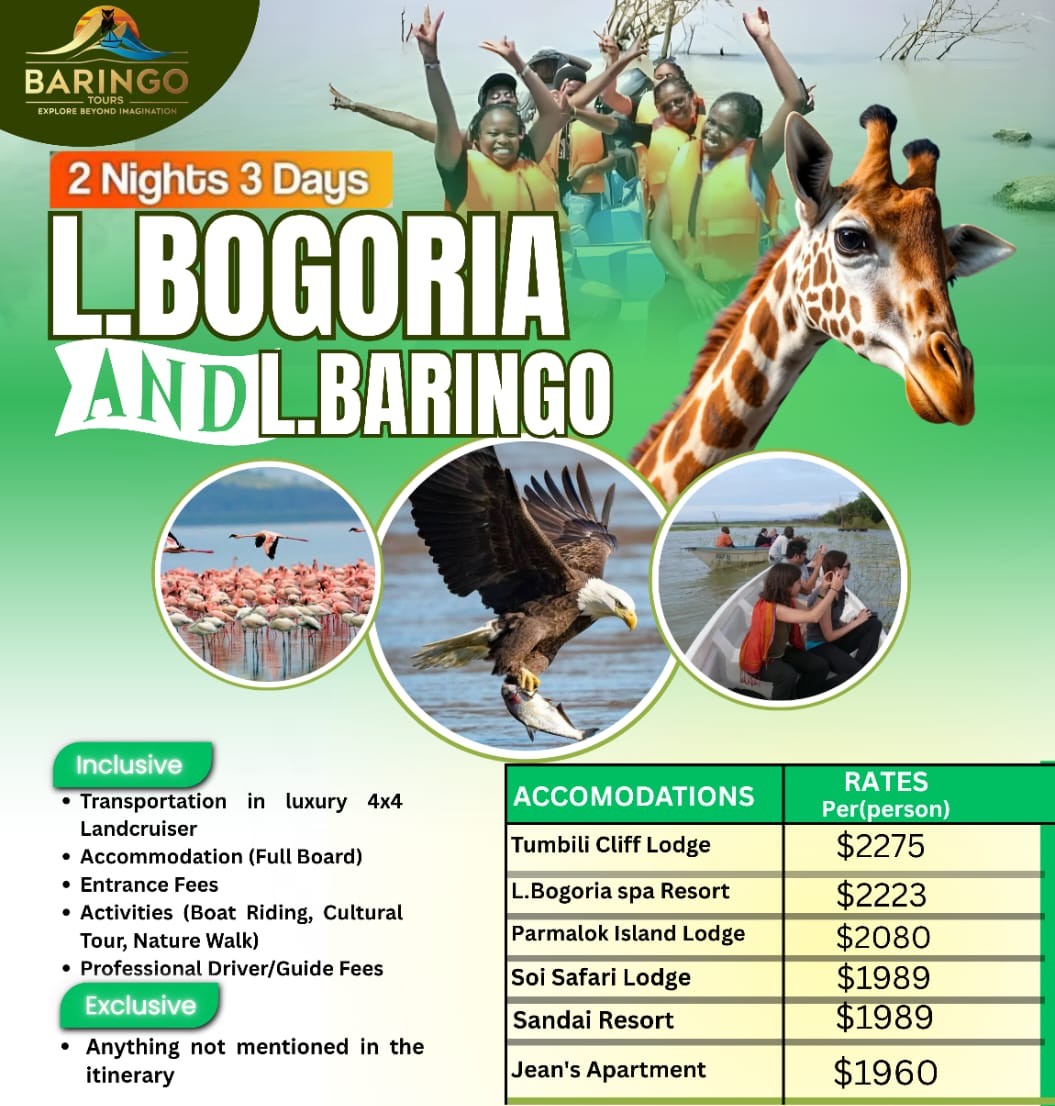 BARINGO
TOURS
EXPLORE BEYOND IMAGINATION
2 Nights 3 Days
L.BOGORIA
AND L.BARINGO
Inclusive
• Transportation in luxury 4x4
Landcruiser
• Accommodation (Full Board)
• Entrance Fees
• Activities (Boat Riding, Cultural
Tour, Nature Walk)
• Professional Driver/Guide Fees
Exclusive
• Anything not mentioned in the
itinerary
ACCOMODATIONS RATES
Per(person)
Tumbili Cliff Lodge $2275
L.Bogoria spa Resort $2223
Parmalok Island Lodge $2080
Soi Safari Lodge $1989
Sandai Resort $1989
Jean's Apartment $1960